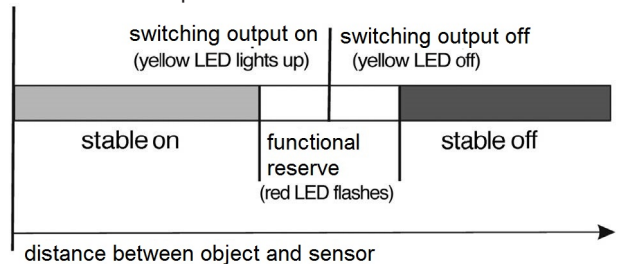 switching output on
(yellow LED lights up)
switching output off
(yellow LED off)
stable on
functional
reserve
(red LED flashes)
stable off
distance between object and sensor